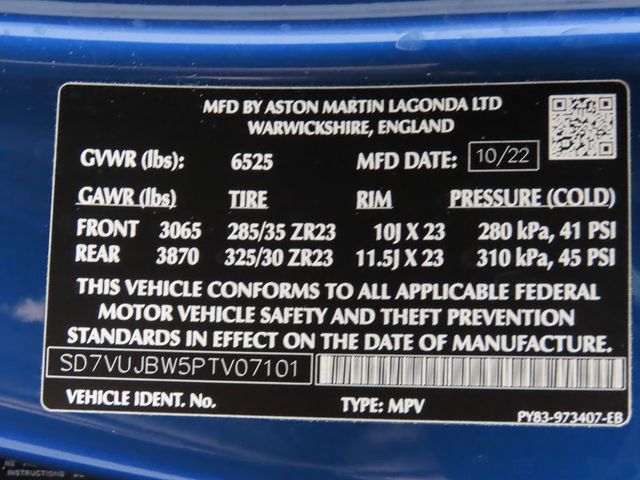 MFD BY ASTON MARTIN LAGONDA LTD
WARWICKSHIRE, ENGLAND
GVWR (lbs): 6525 MFD DATE: 10/22
GAWR (lbs) TIRE RIM PRESSURE (COLD)
FRONT 3065 285/35 ZR23 10J X 23 280 kPa, 41 PSI
REAR 3870 325/30 ZR23 11.5J X 23 310 kPa, 45 PSI
THIS VEHICLE CONFORMS TO ALL APPLICABLE FEDERAL
MOTOR VEHICLE SAFETY AND THEFT PREVENTION
STANDARDS IN EFFECT ON THE DATE OF MANUFACTURE.
SD7VUJBW5PTV07101
VEHICLE IDENT. No. TYPE: MPV PY83-973407-EB
INSTRUCTIONS